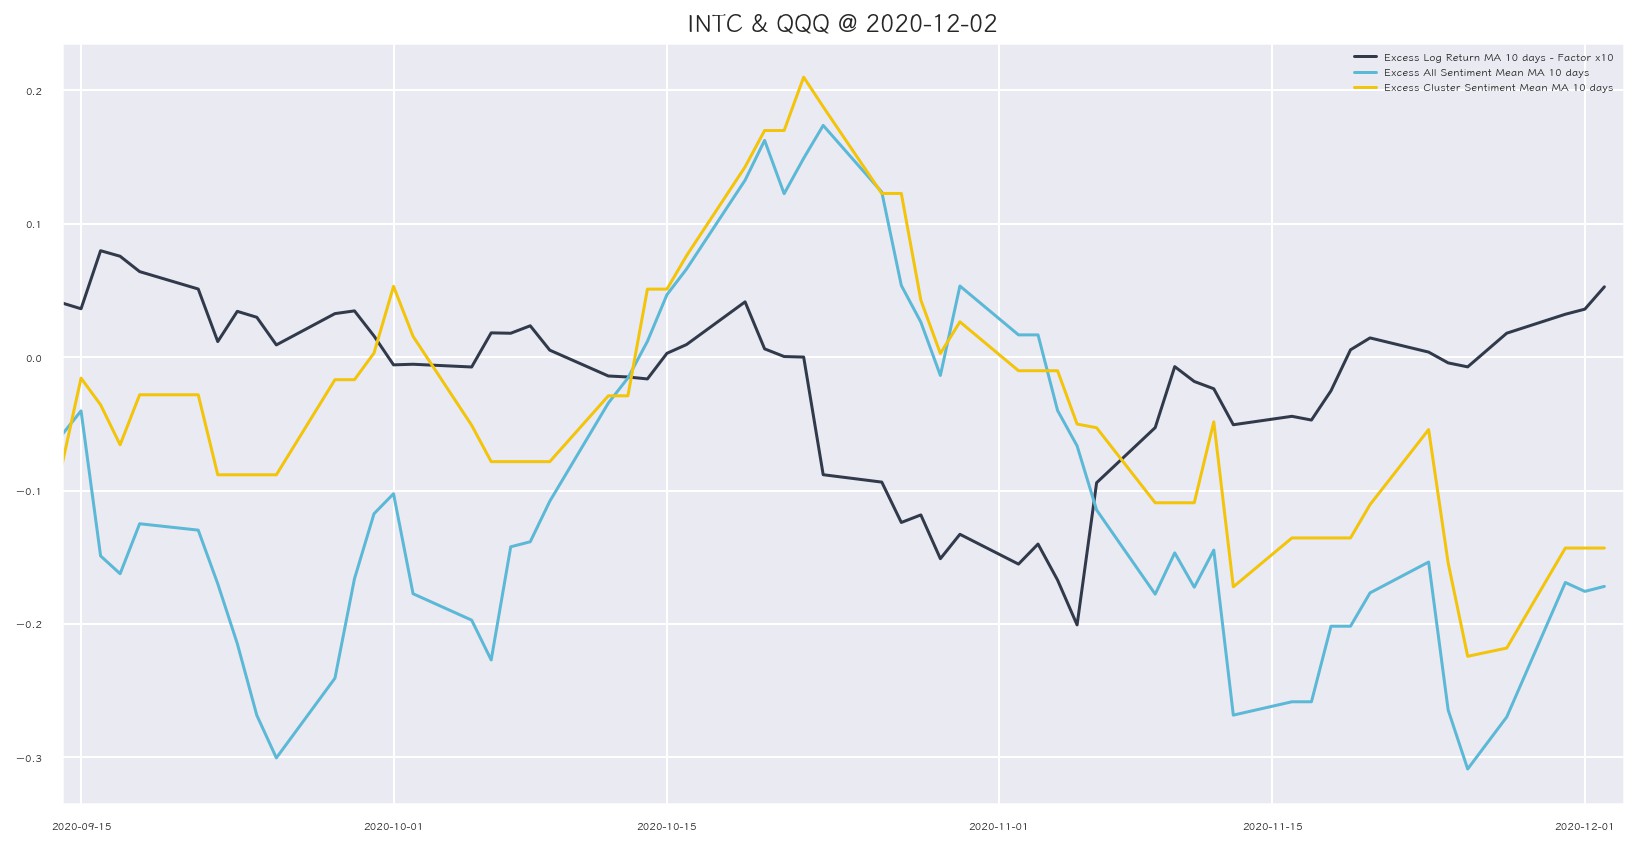 INTC & QQQ @ 2020-12-02
Excess Log Return MA 10 days - Factor x10
Excess All Sentiment Mean MA 10 days
Excess Cluster Sentiment Mean MA 10 days
0.2
0.1
0.0
−0.1
−0.2
−0.3
2020-09-15 2020-10-01 2020-10-15 2020-11-01 2020-11-15 2020-12-01